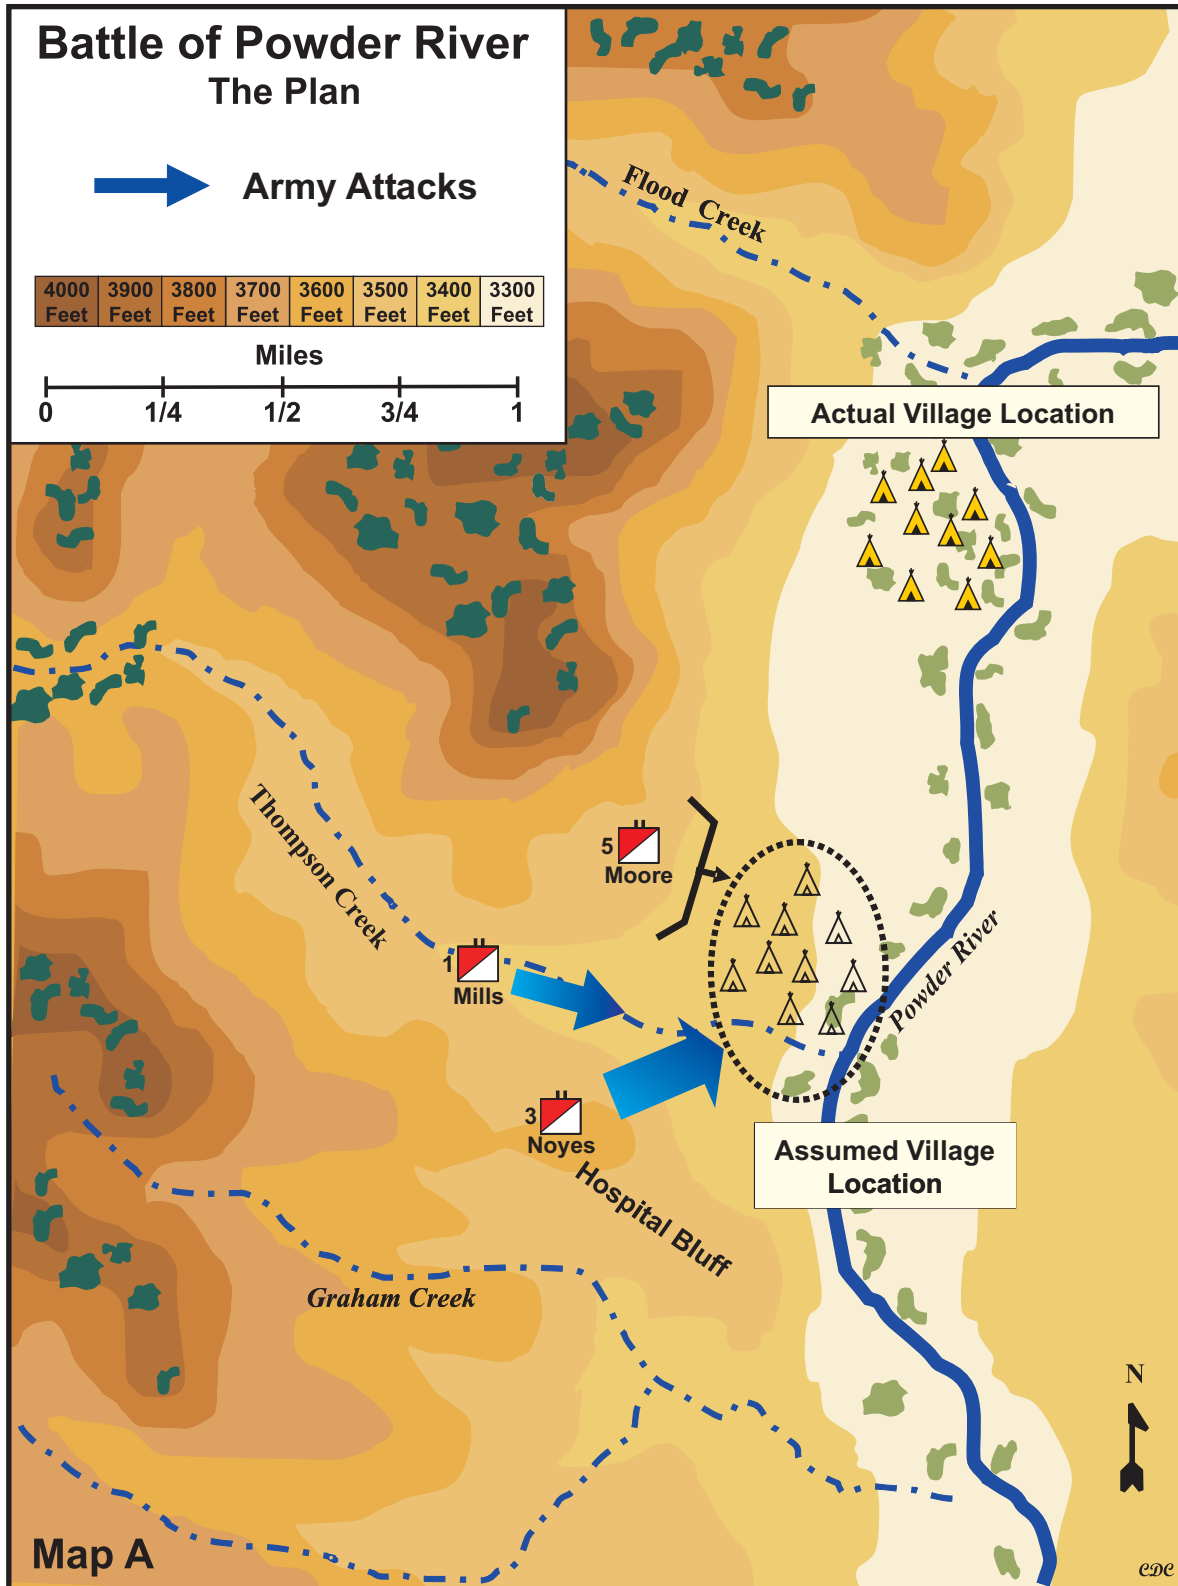 Battle of Powder River
The Plan
Army Attacks
4000 3900 3800 3700 3600 3500 3400 3300
Feet Feet Feet Feet Feet Feet Feet Feet
Miles
0 1/4 1/2 3/4 1
Flood Creek
Actual Village Location
Thompson Creek
5
Moore
1
Mills
Powder River
3
Noyes
Assumed Village
Location
Hospital Bluff
Graham Creek
N
Map A
CDC